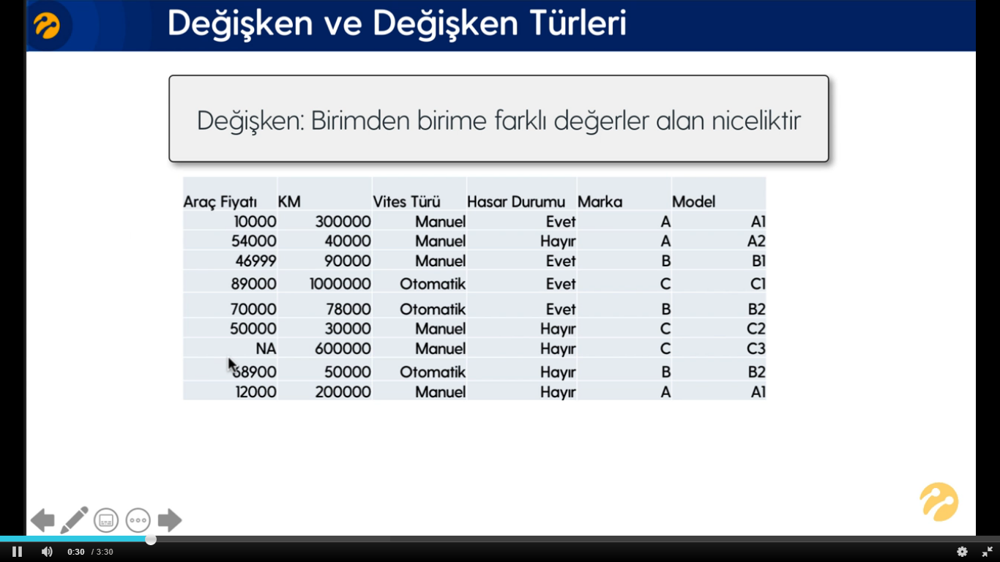 Değişken ve Değişken Türleri
Değişken: Birimden birime farklı değerler alan niceliktir
Araç Fiyatı KM Vites Türü Hasar Durumu Marka Model
10000 300000 Manuel Evet A A1
54000 40000 Manuel Hayır A A2
46999 90000 Manuel Evet B B1
89000 1000000 Otomatik Evet C C1
70000 78000 Otomatik Evet B B2
50000 30000 Manuel Hayır C C2
NA 600000 Manuel Hayır C C3
68900 50000 Otomatik Hayır B B2
12000 200000 Manuel Hayır A A1
0:30 / 3:30